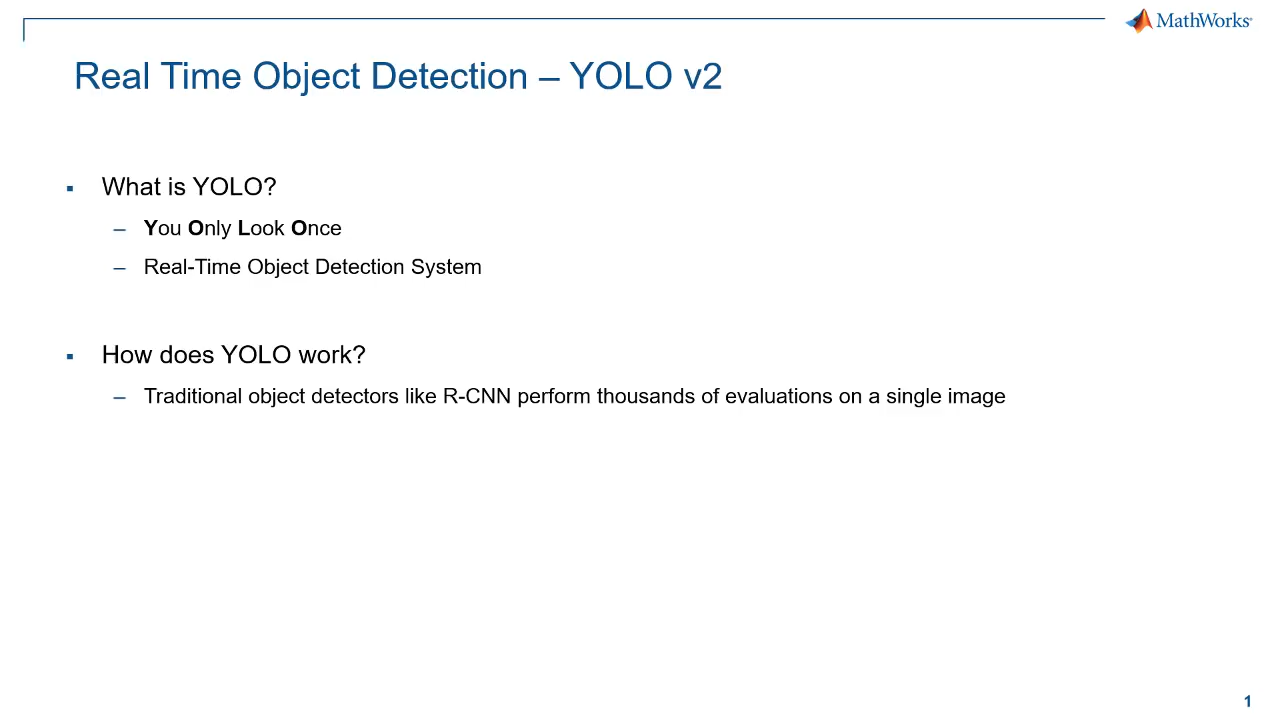 MathWorks®
Real Time Object Detection – YOLO v2
▪ What is YOLO?
– You Only Look Once
– Real-Time Object Detection System
▪ How does YOLO work?
– Traditional object detectors like R-CNN perform thousands of evaluations on a single image
1